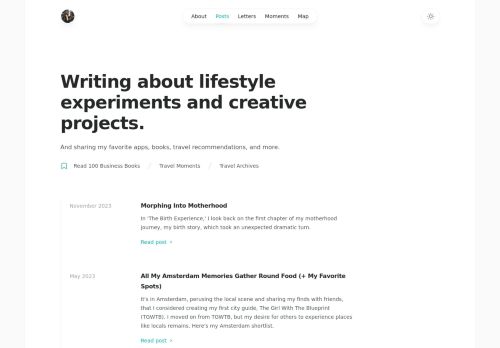 About Posts Letters Moments Map
Writing about lifestyle
experiments and creative
projects.
And sharing my favorite apps, books, travel recommendations, and more.
Read 100 Business Books / Travel Moments / Travel Archives
November 2023
Morphing Into Motherhood
In 'The Birth Experience,' I look back on the first chapter of my motherhood
journey, my birth story, which took an unexpected dramatic turn.
Read post >
May 2023
All My Amsterdam Memories Gather Round Food (+ My Favorite
Spots)
It's in Amsterdam, perusing the local scene and sharing my finds with friends,
that I considered creating my first city guide, The Girl With The Blueprint
(TGWTB). I moved on from TGWTB, but my desire for others to experience places
like locals remains. Here's my Amsterdam shortlist.
Read post >